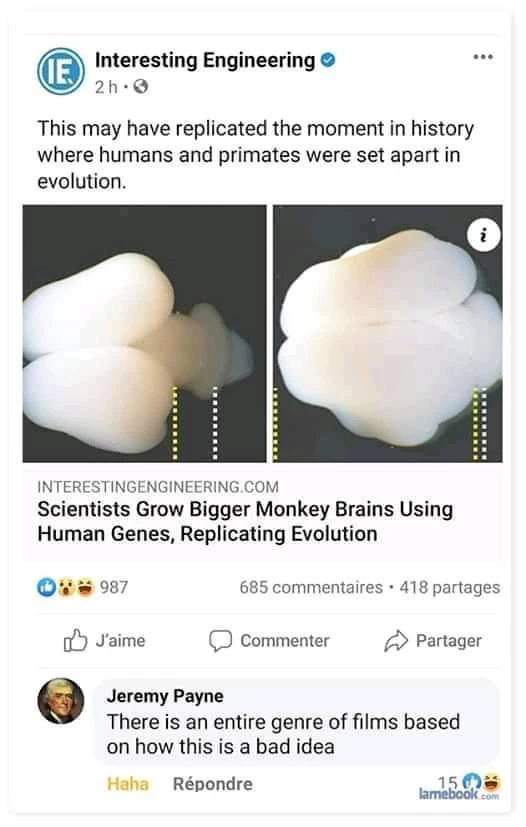 IE
Interesting Engineering
2 h
•••
This may have replicated the moment in history
where humans and primates were set apart in
evolution.
i
INTERESTINGENGINEERING.COM
Scientists Grow Bigger Monkey Brains Using
Human Genes, Replicating Evolution
987
685 commentaires • 418 partages
J'aime
Commenter
Partager
Jeremy Payne
There is an entire genre of films based
on how this is a bad idea
Haha
Répondre
15
lamebook.com